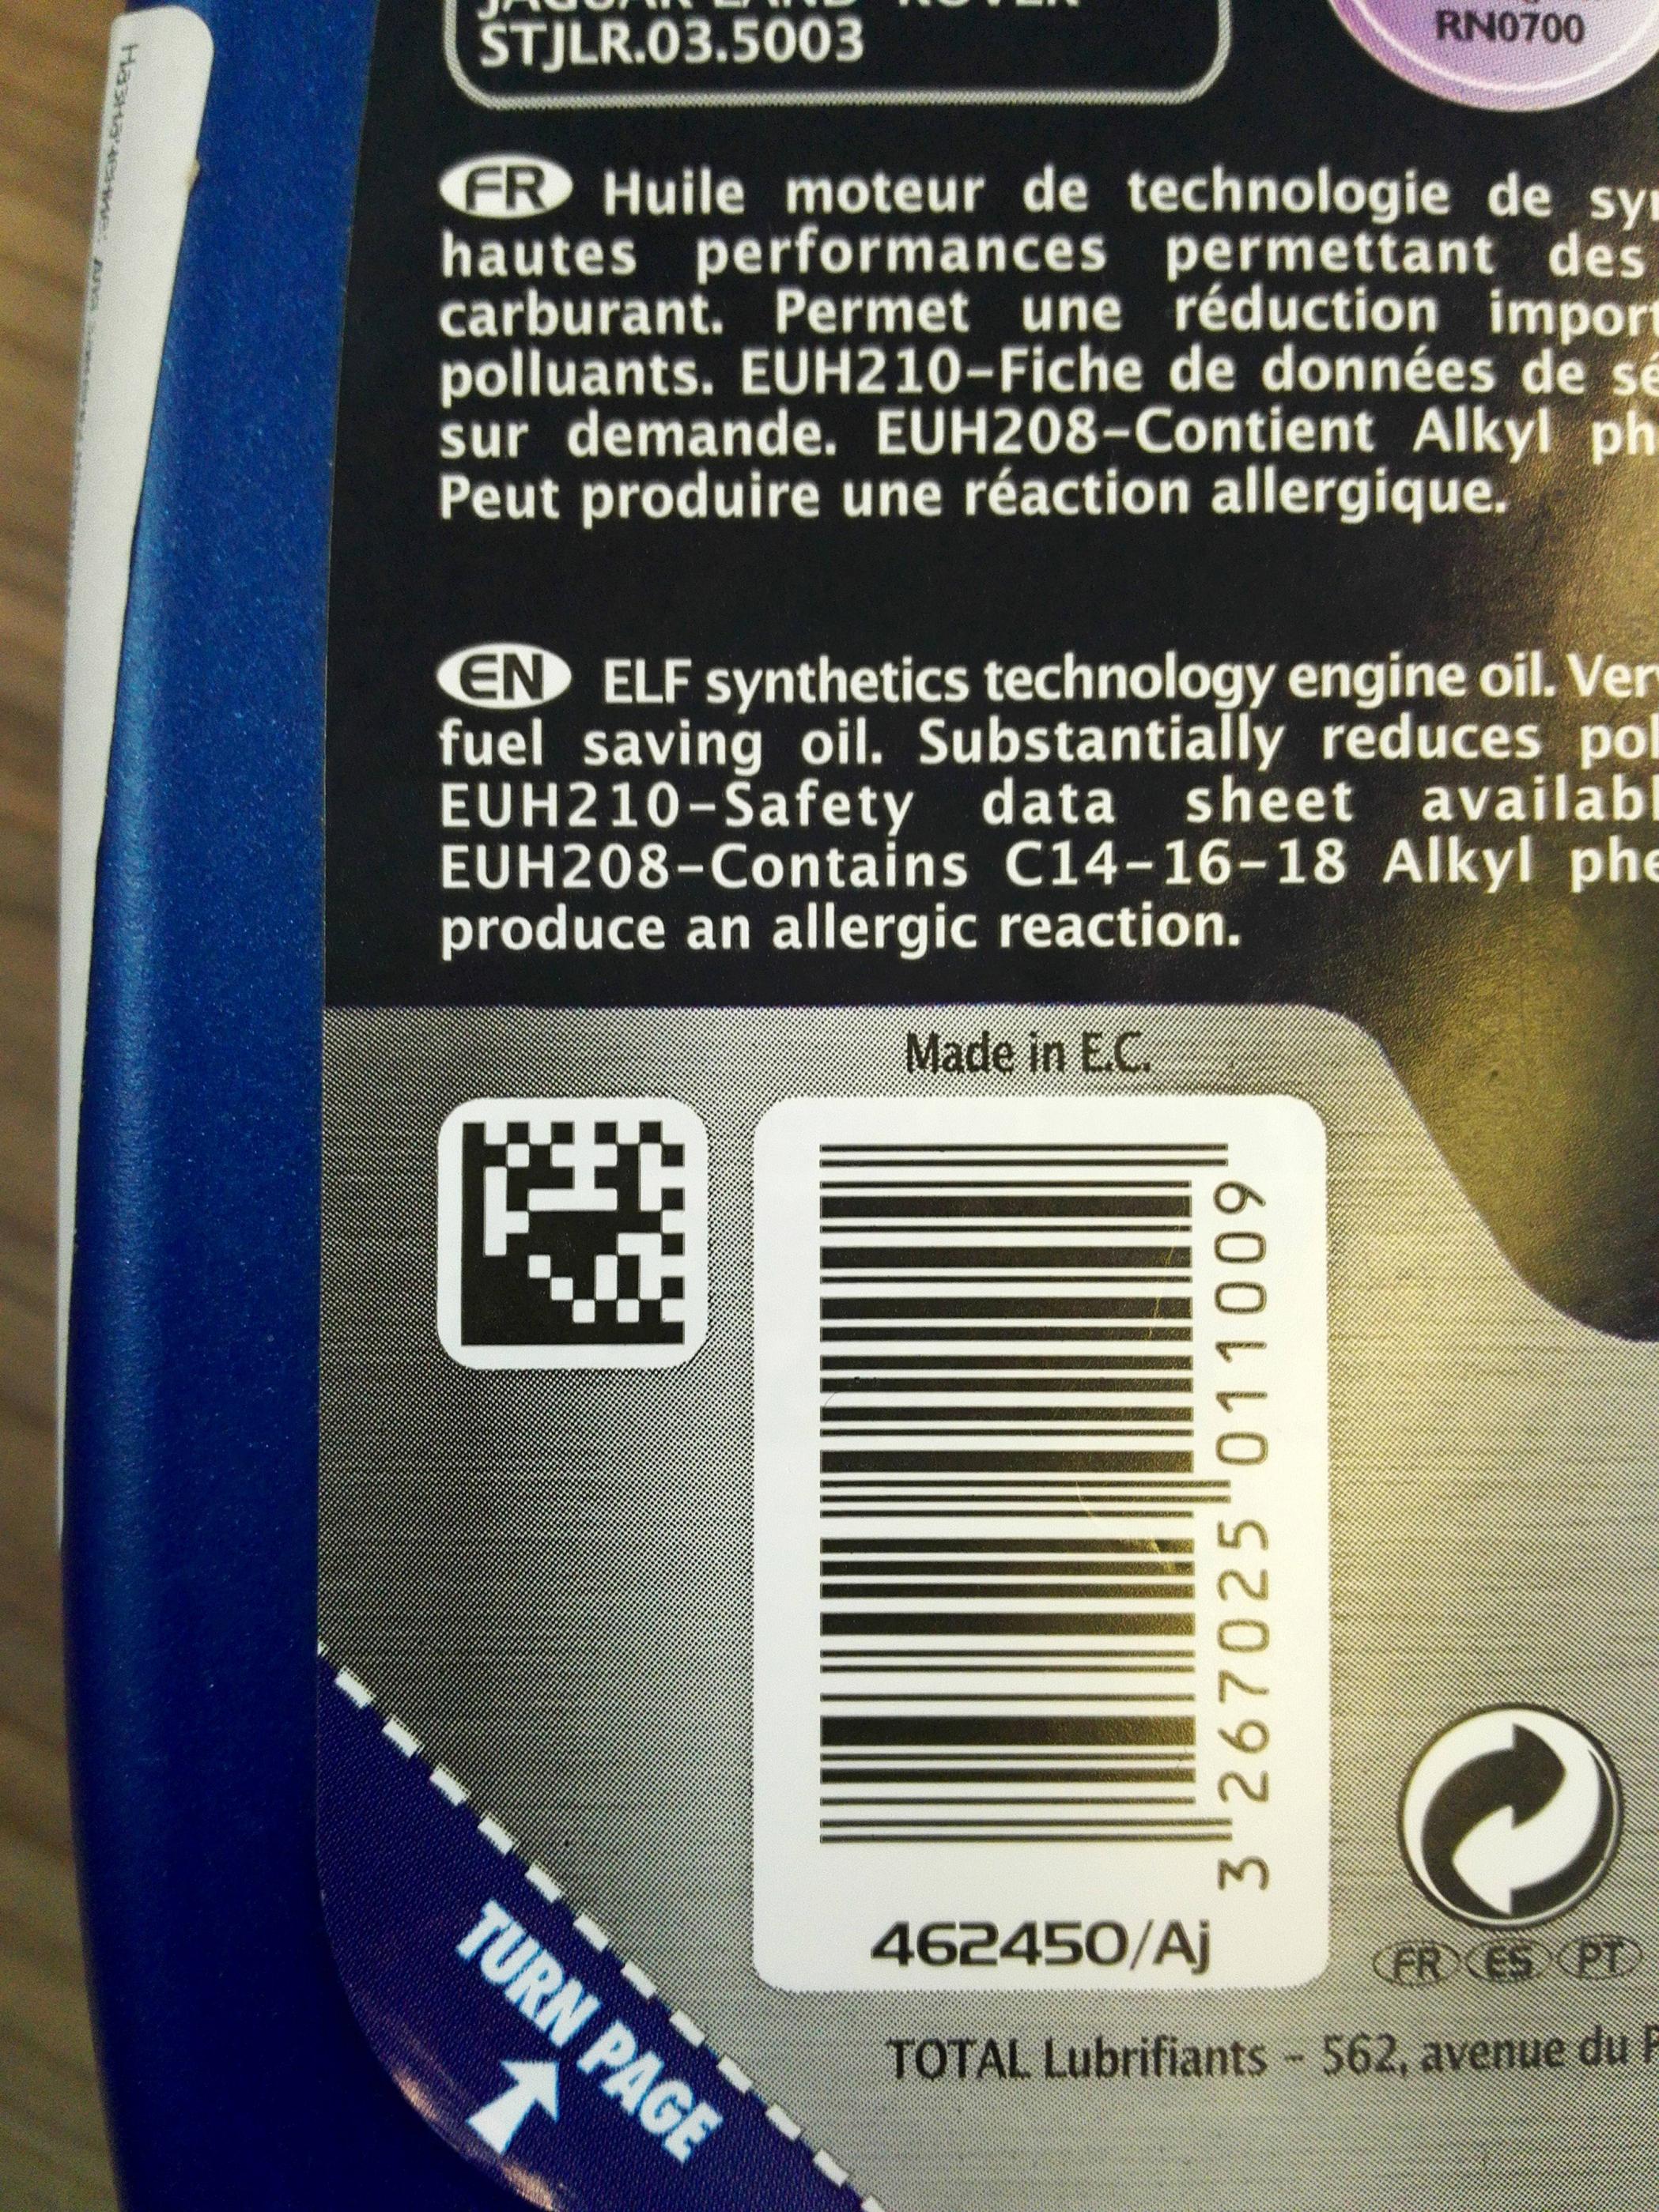 JAGUAR LAND ROVER
STJLR.03.5003
RN0700
FR Huile moteur de technologie de
hautes performances permettant des
carburant. Permet une réduction
polluants. EUH210-Fiche de données de
sur demande. EUH208-Contient Alkyl
Peut produire une réaction allergique.
EN ELF synthetics technology engine oil.
fuel saving oil. Substantially reduces
EUH210-Safety data sheet
EUH208-Contains C14-16-18 Alkyl
produce an allergic reaction.
Made in E.C.
3 267025 011009
462450/Aj
FR ES PT
TOTAL Lubrifiants - 562, avenue du
TURN PAGE